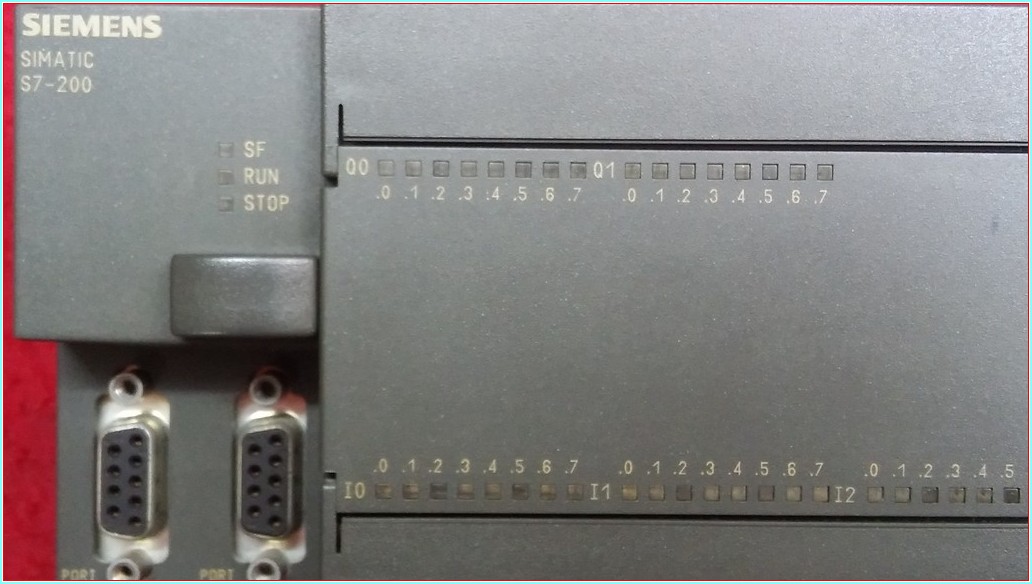 SIEMENS
SIMATIC
S7-200
SF
RUN
STOP
Q0 Q1
.0 .1 .2 .3 .4 .5 .6 .7 .0 .1 .2 .3 .4 .5 .6 .7
.0 .1 .2 .3 .4 .5 .6 .7 .0 .1 .2 .3 .4 .5 .6 .7 .0 .1 .2 .3 .4 .5
I0 I1 I2
PORT PORT